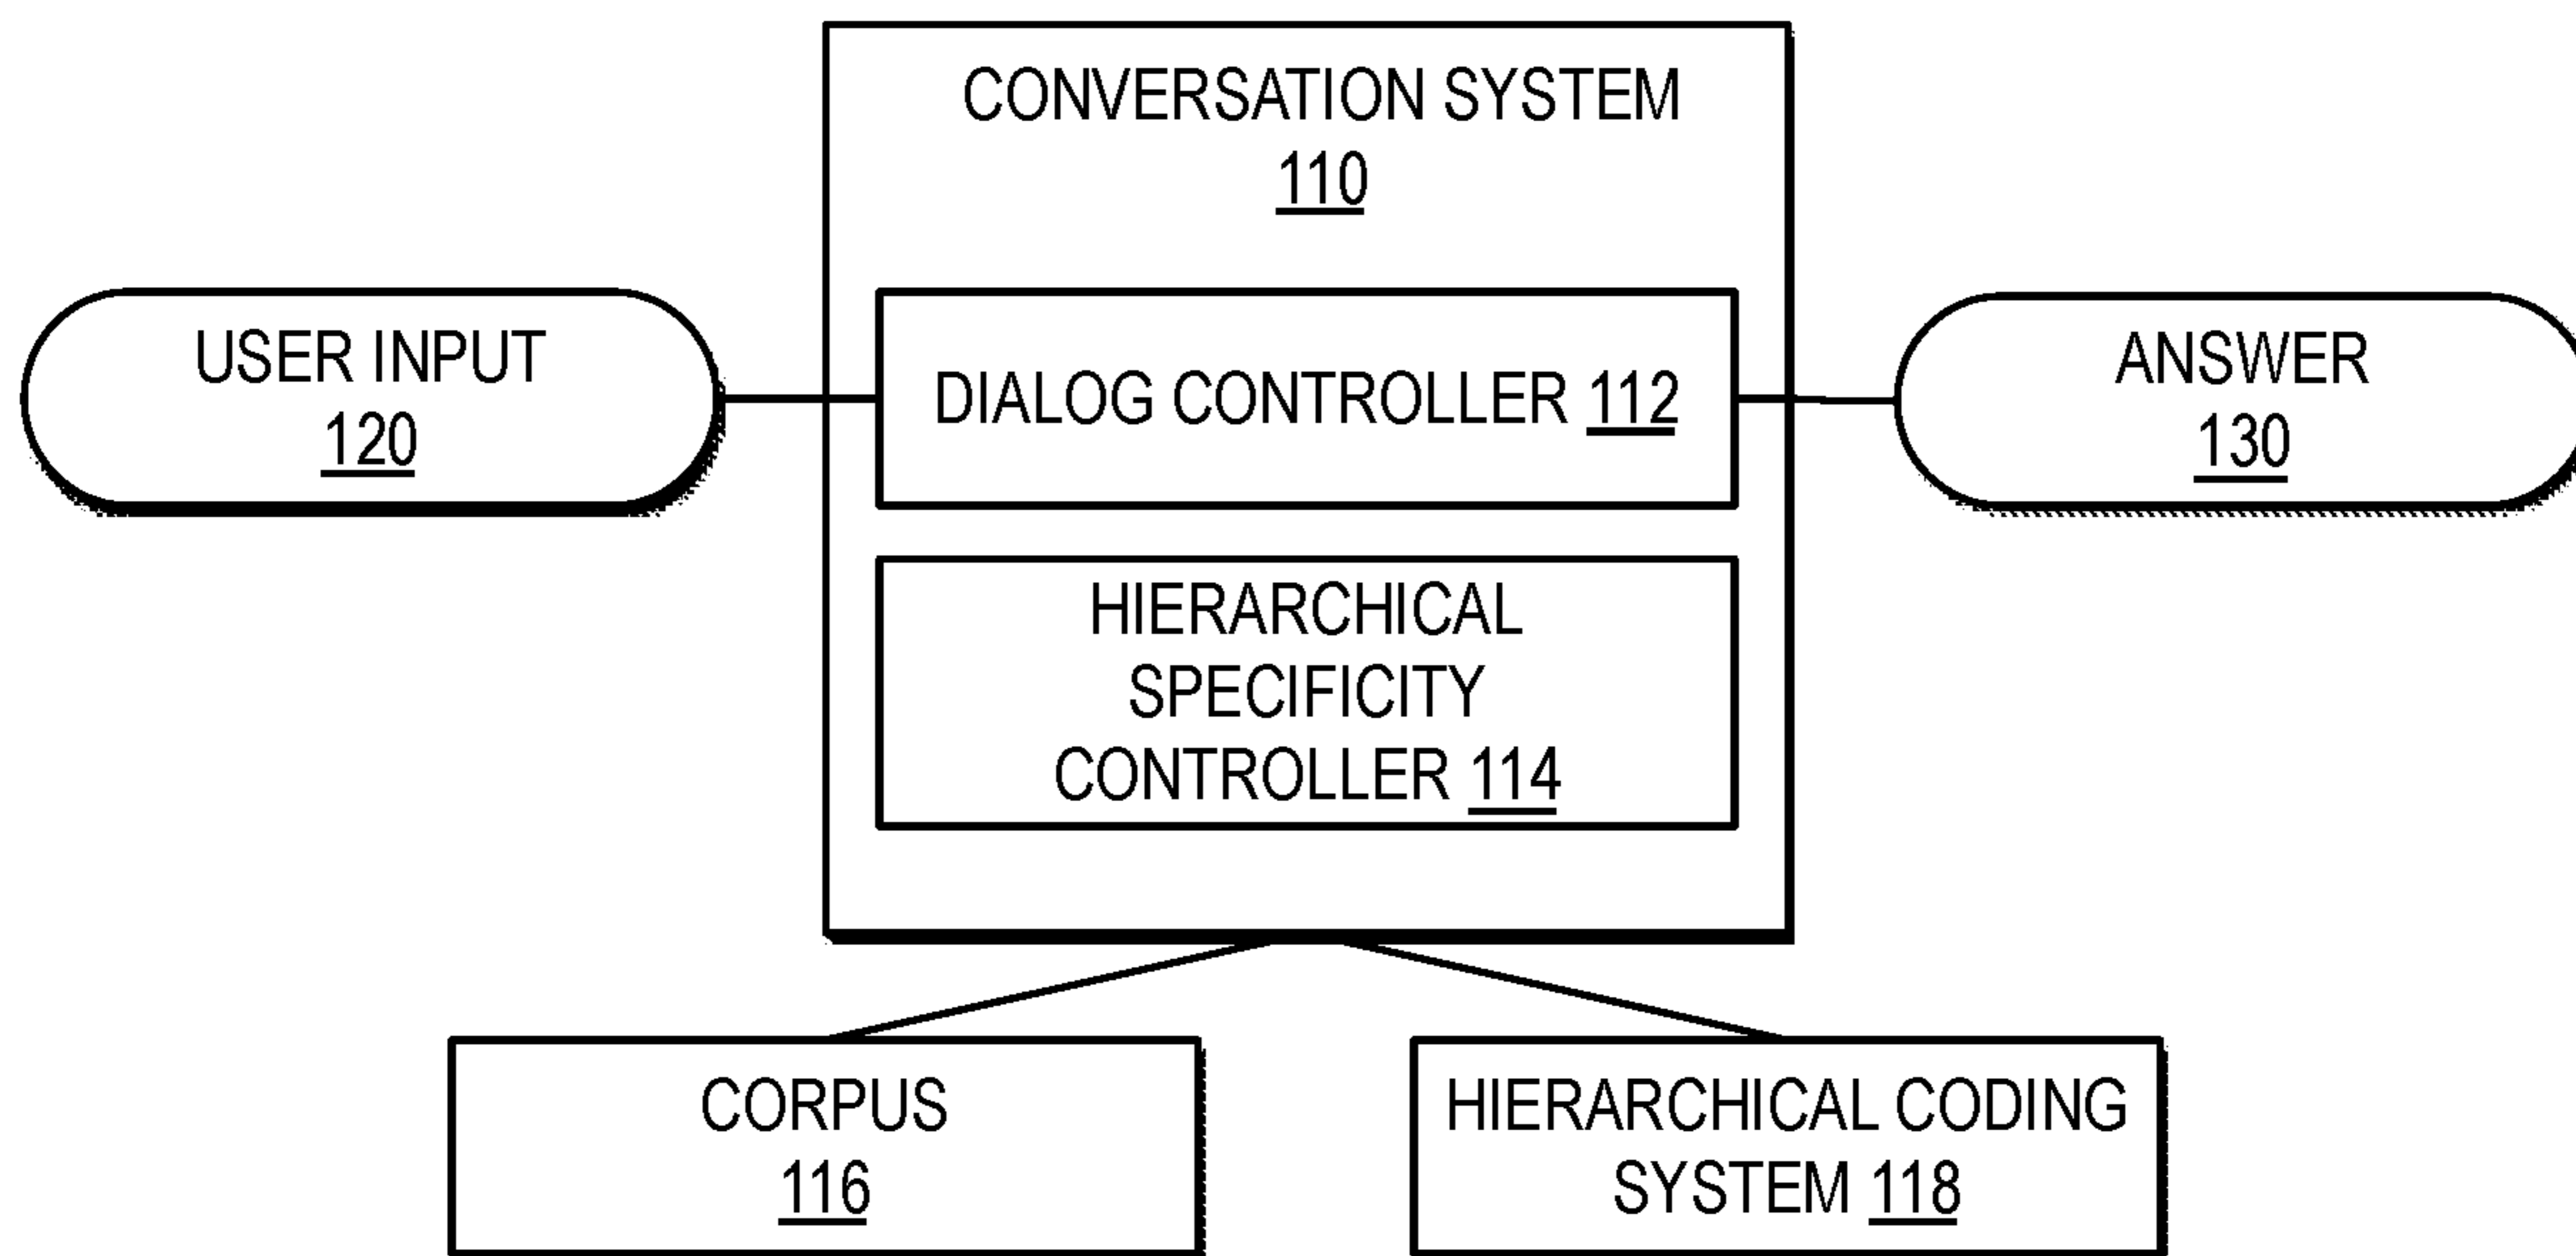 CONVERSATION SYSTEM
110
USER INPUT
120
DIALOG CONTROLLER 112
ANSWER
130
HIERARCHICAL
SPECIFICITY
CONTROLLER 114
CORPUS
116
HIERARCHICAL CODING
SYSTEM 118